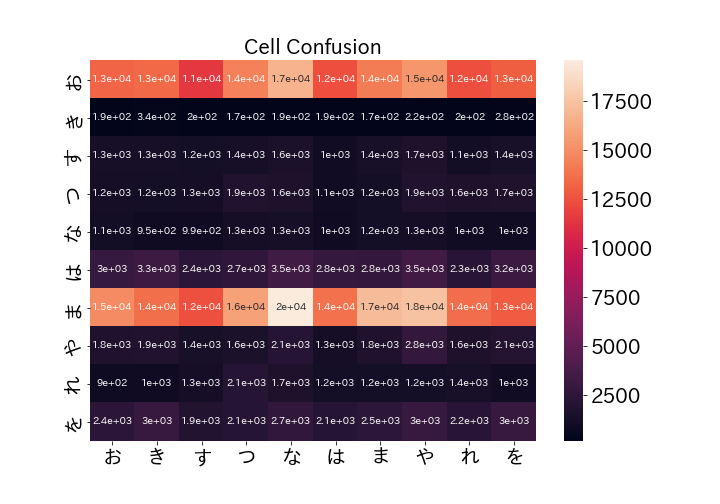 Cell Confusion
お 1.3e+04 1.3e+04 1.1e+04 1.4e+04 1.7e+04 1.2e+04 1.4e+04 1.5e+04 1.2e+04 1.3e+04
き 1.9e+02 3.4e+02 2e+02 1.7e+02 1.9e+02 1.9e+02 1.7e+02 2.2e+02 2e+02 2.8e+02
す 1.3e+03 1.3e+03 1.2e+03 1.4e+03 1.6e+03 1e+03 1.4e+03 1.7e+03 1.1e+03 1.4e+03
つ 1.2e+03 1.2e+03 1.3e+03 1.9e+03 1.6e+03 1.1e+03 1.2e+03 1.9e+03 1.6e+03 1.7e+03
な 1.1e+03 9.5e+02 9.9e+02 1.3e+03 1.3e+03 1e+03 1.2e+03 1.3e+03 1e+03 1e+03
は 3e+03 3.3e+03 2.4e+03 2.7e+03 3.5e+03 2.8e+03 2.8e+03 3.5e+03 2.3e+03 3.2e+03
ま 1.5e+04 1.4e+04 1.2e+04 1.6e+04 2e+04 1.4e+04 1.7e+04 1.8e+04 1.4e+04 1.3e+04
や 1.8e+03 1.9e+03 1.4e+03 1.6e+03 2.1e+03 1.3e+03 1.8e+03 2.8e+03 1.6e+03 2.1e+03
れ 9e+02 1e+03 1.3e+03 2.1e+03 1.7e+03 1.2e+03 1.2e+03 1.2e+03 1.4e+03 1e+03
を 2.4e+03 3e+03 1.9e+03 2.1e+03 2.7e+03 2.1e+03 2.5e+03 3e+03 2.2e+03 3e+03
お き す つ な は ま や れ を
17500
15000
12500
10000
7500
5000
2500